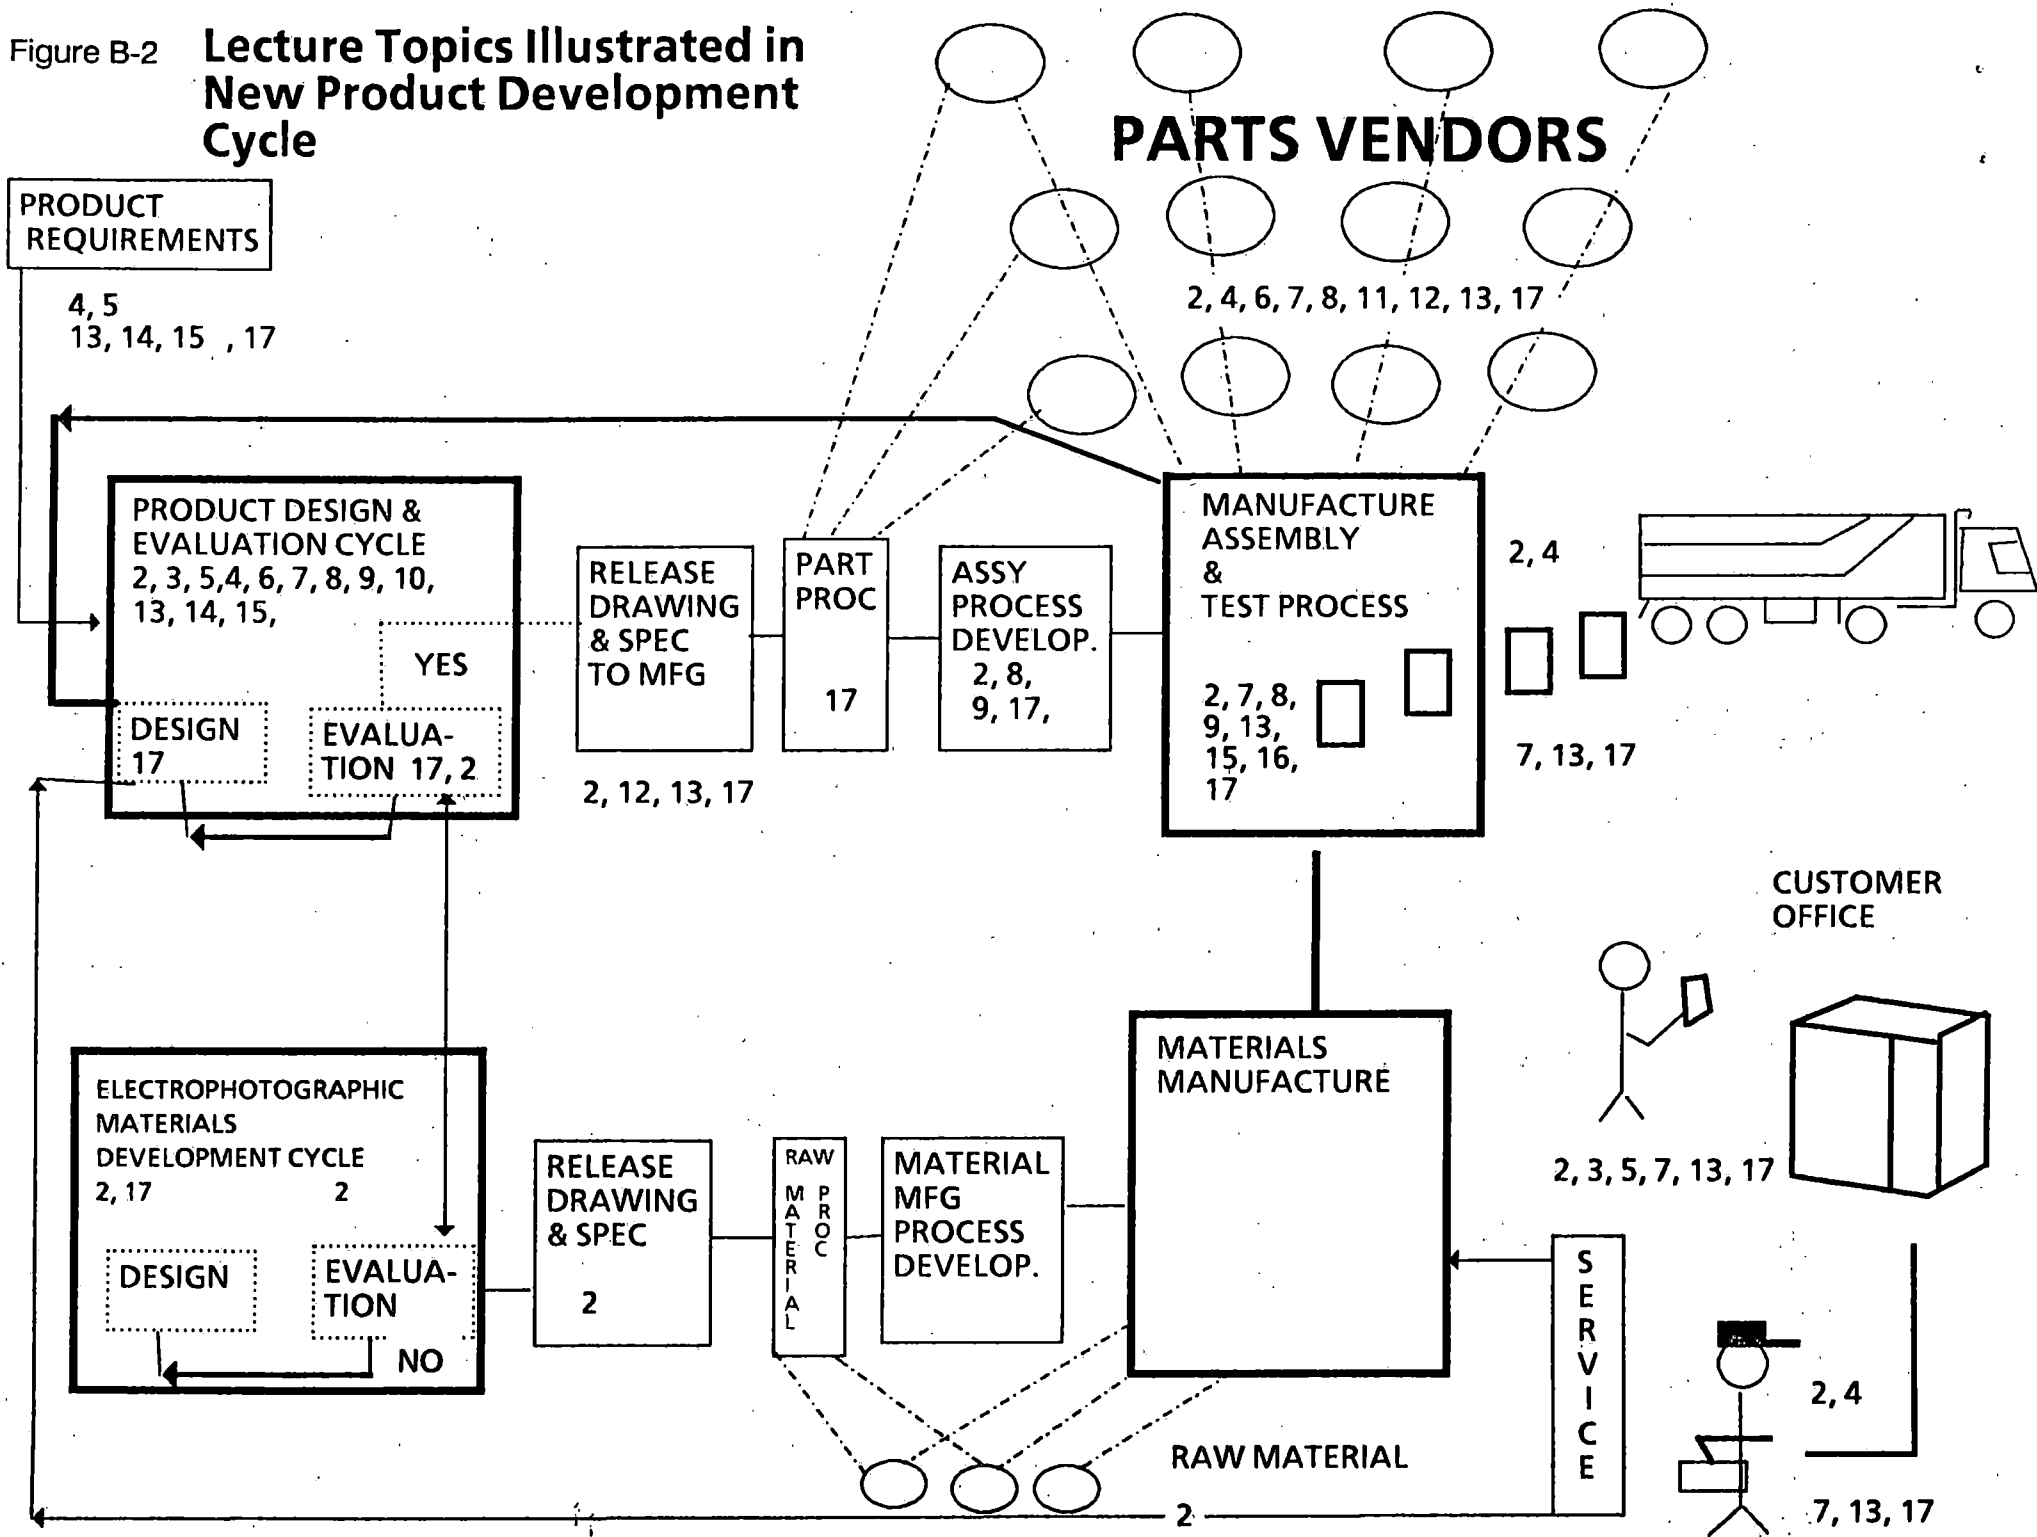 Figure B-2 Lecture Topics Illustrated in
New Product Development
Cycle
PARTS VENDORS
PRODUCT
REQUIREMENTS
4, 5
13, 14, 15 , 17
2, 4, 6, 7, 8, 11, 12, 13, 17
PRODUCT DESIGN &
EVALUATION CYCLE
2, 3, 5,4, 6, 7, 8, 9, 10,
13, 14, 15,
YES
DESIGN
17
EVALUA-
TION 17, 2
RELEASE
DRAWING
& SPEC
TO MFG
2, 12, 13, 17
PART
PROC
17
ASSY
PROCESS
DEVELOP.
2, 8,
9, 17,
MANUFACTURE
ASSEMBLY
&
TEST PROCESS
2, 7, 8,
9, 13,
15, 16,
17
2, 4
7, 13, 17
CUSTOMER
OFFICE
2, 3, 5, 7, 13, 17
ELECTROPHOTOGRAPHIC
MATERIALS
DEVELOPMENT CYCLE
2, 17 2
DESIGN
EVALUA-
TION
NO
RELEASE
DRAWING
& SPEC
2
RAW
MATERIAL
PROC
MATERIAL
MFG
PROCESS
DEVELOP.
MATERIALS
MANUFACTURE
RAW MATERIAL
2
SERVICE
2, 4
7, 13, 17